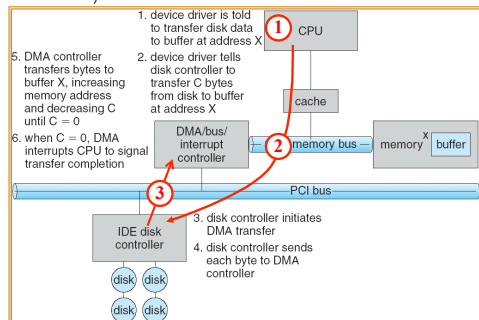 1. device driver is told
to transfer disk data
to buffer at address X
1
CPU
5. DMA controller
transfers bytes to
buffer X, increasing
memory address
and decreasing C
until C = 0
2. device driver tells
disk controller to
transfer C bytes
from disk to buffer
at address X
6. when C = 0, DMA
interrupts CPU to signal
transfer completion
cache
DMA/bus/
interrupt
controller
2
memory bus
memory
X
buffer
3
PCI bus
IDE disk
controller
3. disk controller initiates
DMA transfer
4. disk controller sends
each byte to DMA
controller
disk
disk
disk
disk